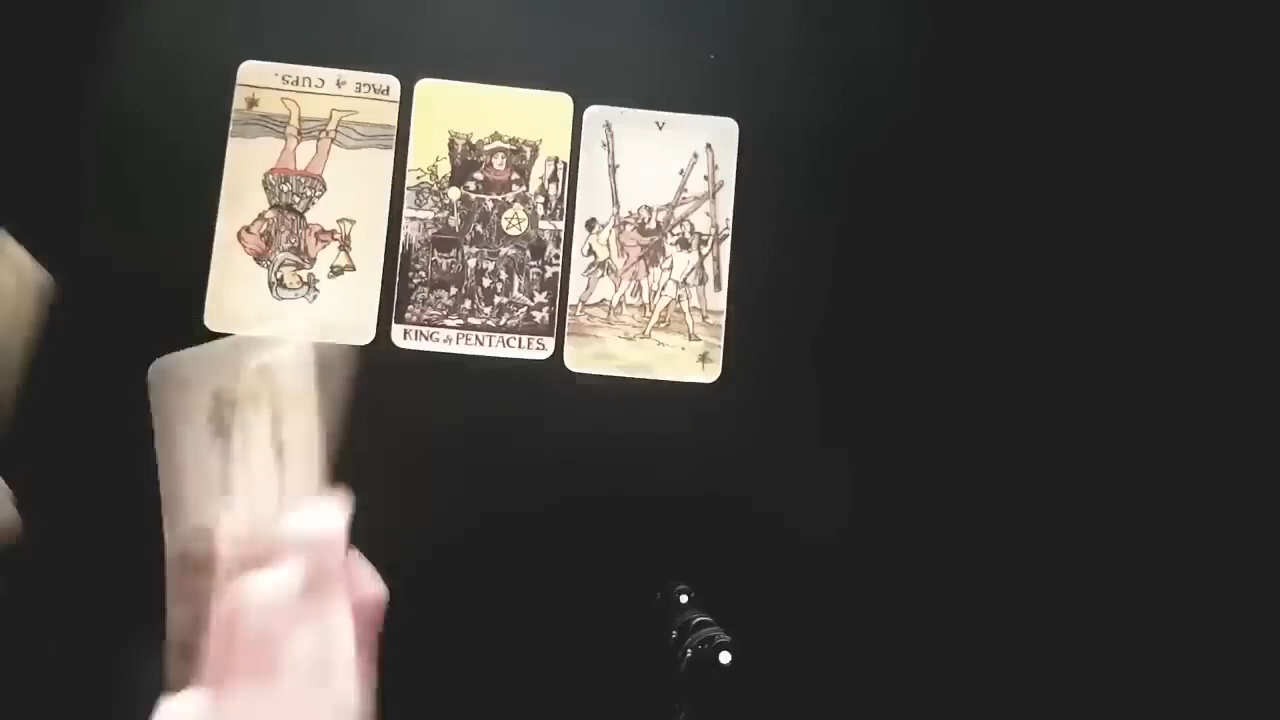 PAGE of CUPS.
KING of PENTACLES.
V